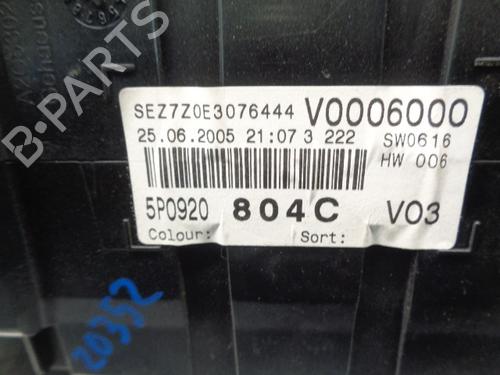 B-PARTS
SEZ7Z0E3076444 V0006000
25.06.2005 21:07 3 222 SW0616
HW 006
5P0920 804C V03
Colour: Sort:
20352